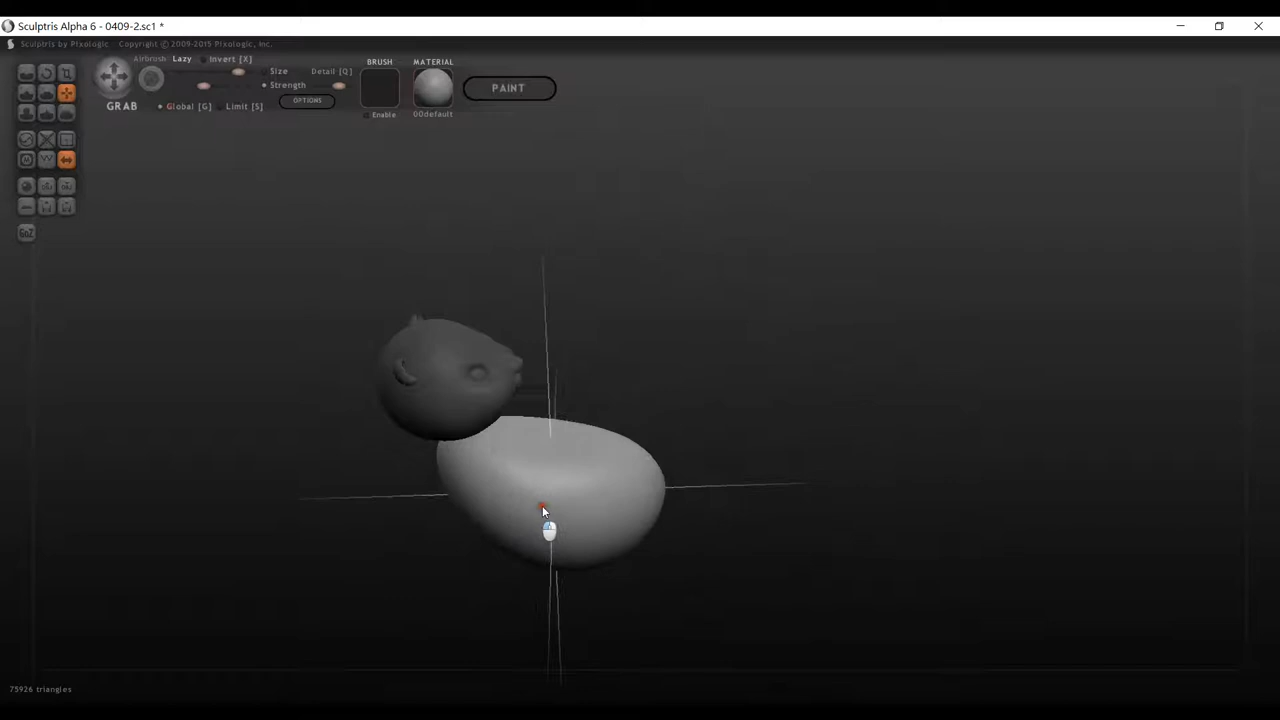 Sculptris Alpha 6 - 0409-2.sc1 *
Sculptris by Pixologic Copyright © 2009-2015 Pixologic, Inc.
Airbrush Lazy Invert [X]
Size Detail [Q]
Strength
GRAB Global [G] Limit [S] OPTIONS
BRUSH
Enable
MATERIAL
00default
PAINT
GoZ
75926 triangles